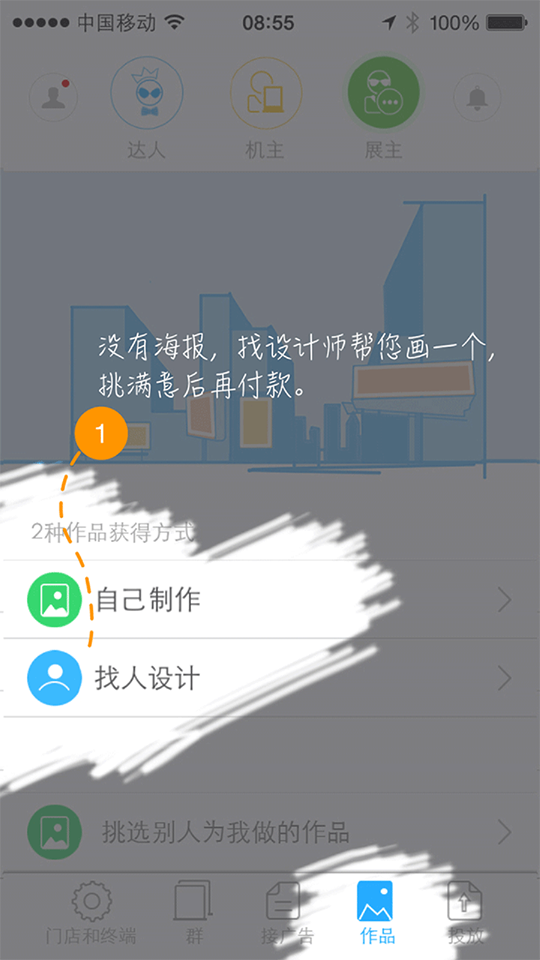 中国移动 08:55 100%
达人 机主 展主
没有海报，找设计师帮您画一个，
挑满意后再付款。
1
2种作品获得方式
自己制作
找人设计
挑选别人为我做的作品
门店和终端 群 接广告 作品 投放